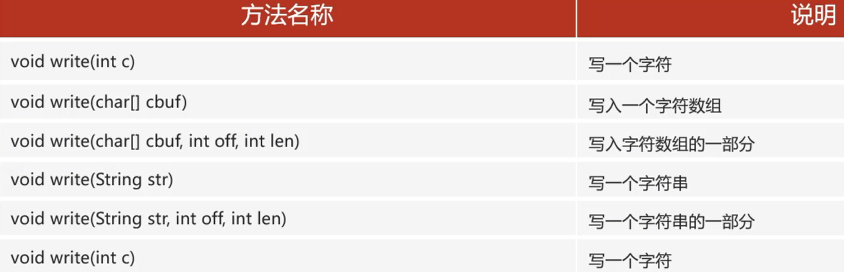 方法名称 说明
void write(int c) 写一个字符
void write(char[] cbuf) 写入一个字符数组
void write(char[] cbuf, int off, int len) 写入字符数组的一部分
void write(String str) 写一个字符串
void write(String str, int off, int len) 写一个字符串的一部分
void write(int c) 写一个字符